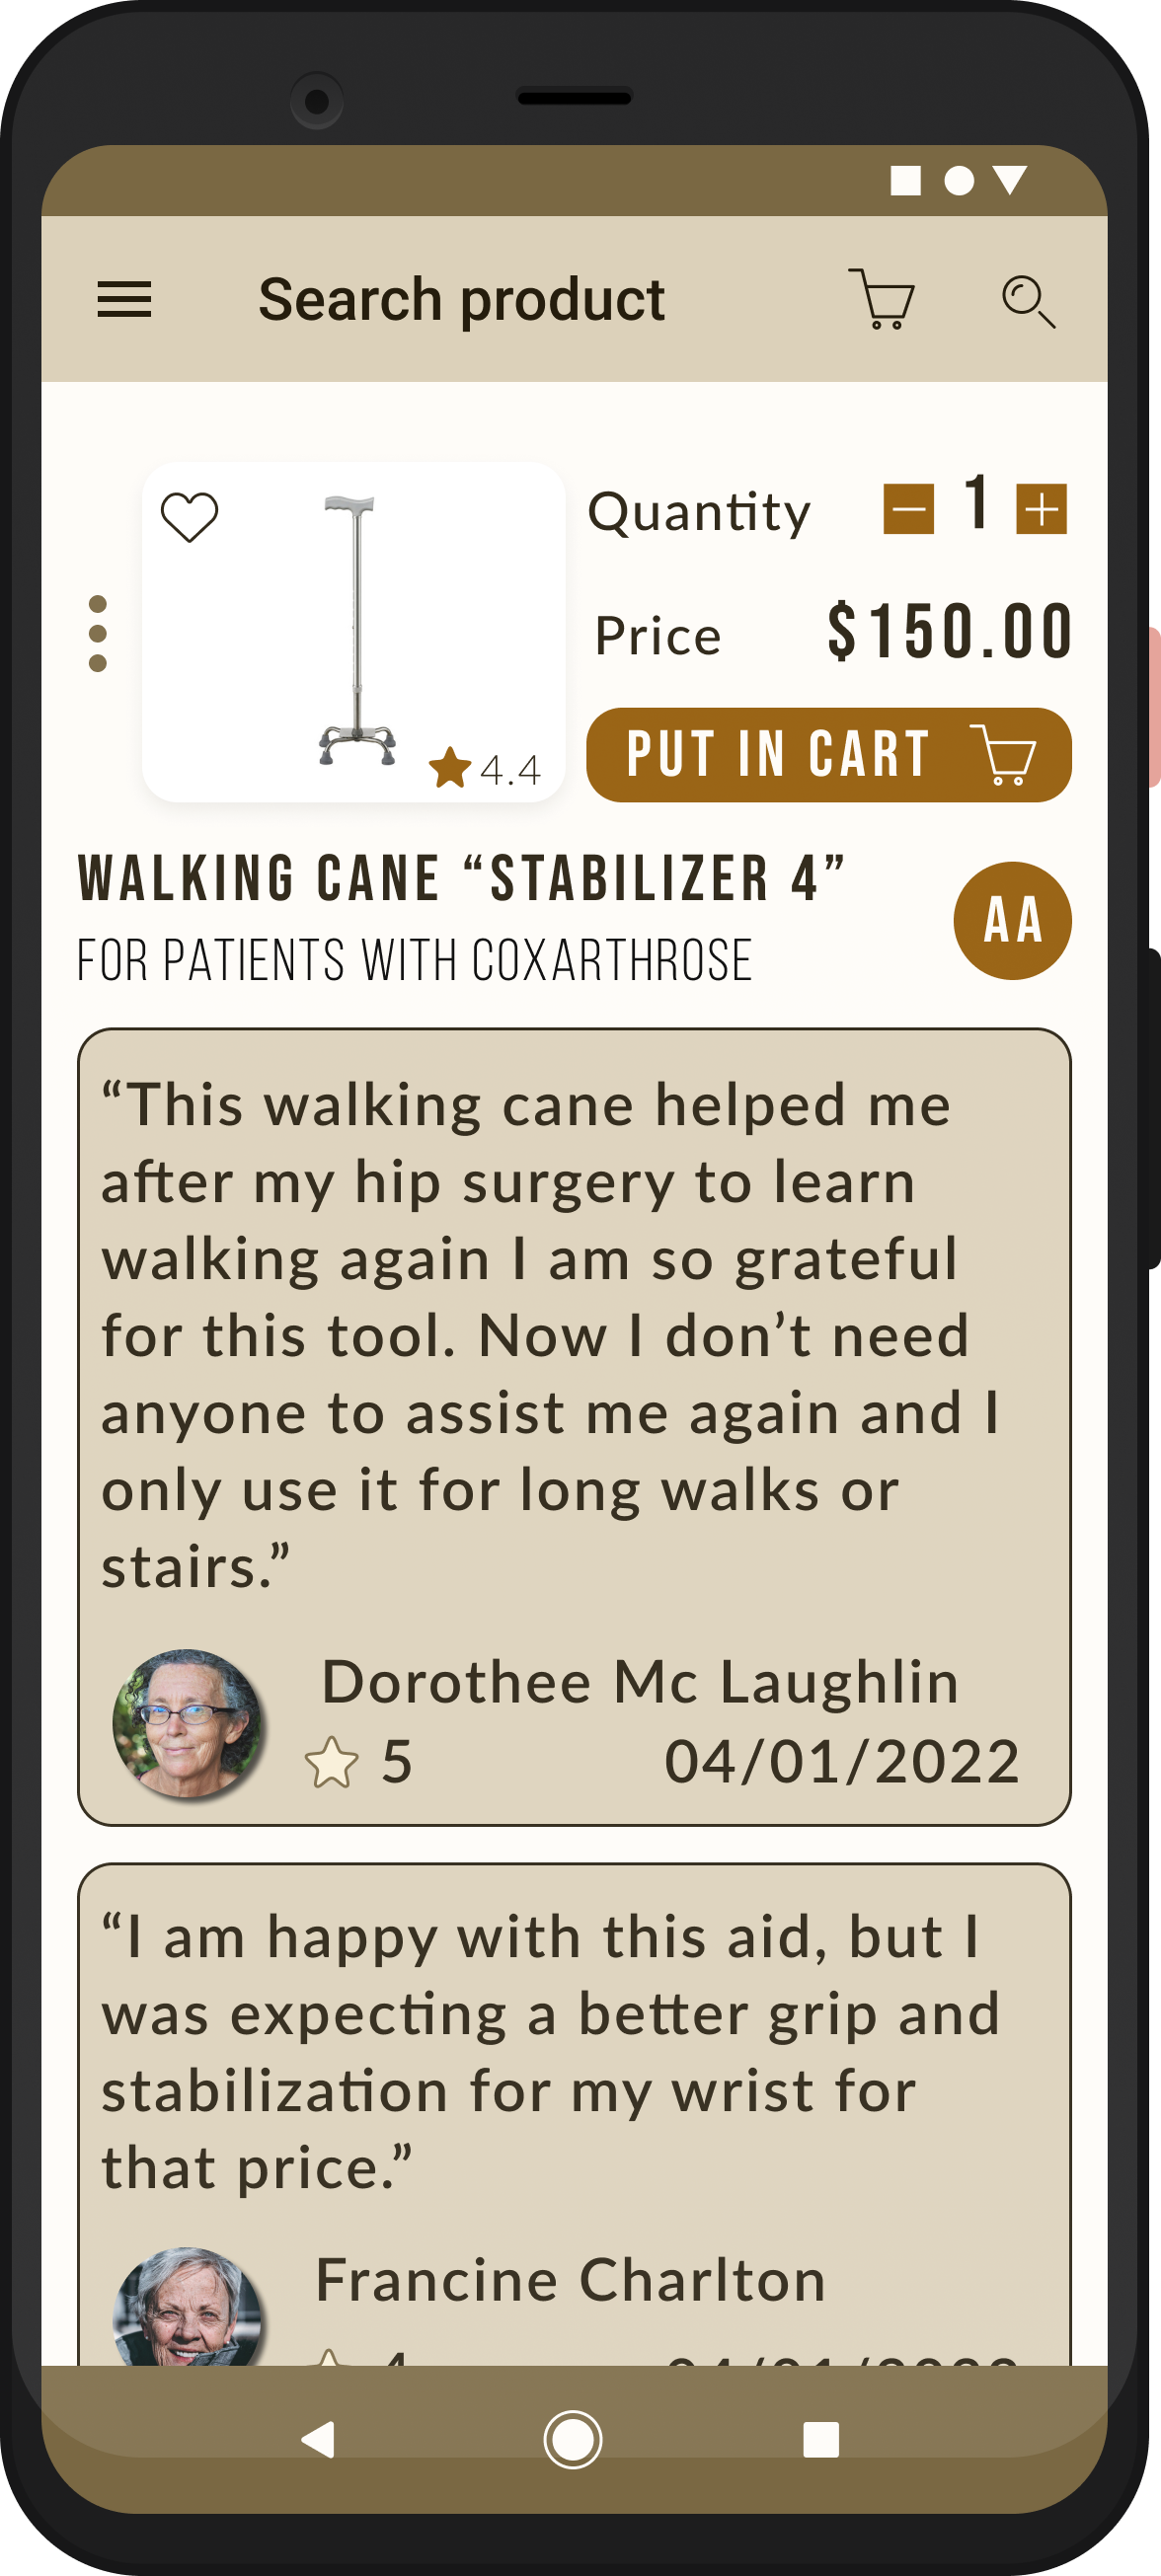 Search product
Quantity 1
Price $150.00
4.4
PUT IN CART
WALKING CANE “STABILIZER 4”
FOR PATIENTS WITH COXARTHROSE
AA
“This walking cane helped me
after my hip surgery to learn
walking again I am so grateful
for this tool. Now I don’t need
anyone to assist me again and I
only use it for long walks or
stairs.”
Dorothee Mc Laughlin
5 04/01/2022
“I am happy with this aid, but I
was expecting a better grip and
stabilization for my wrist for
that price.”
Francine Charlton